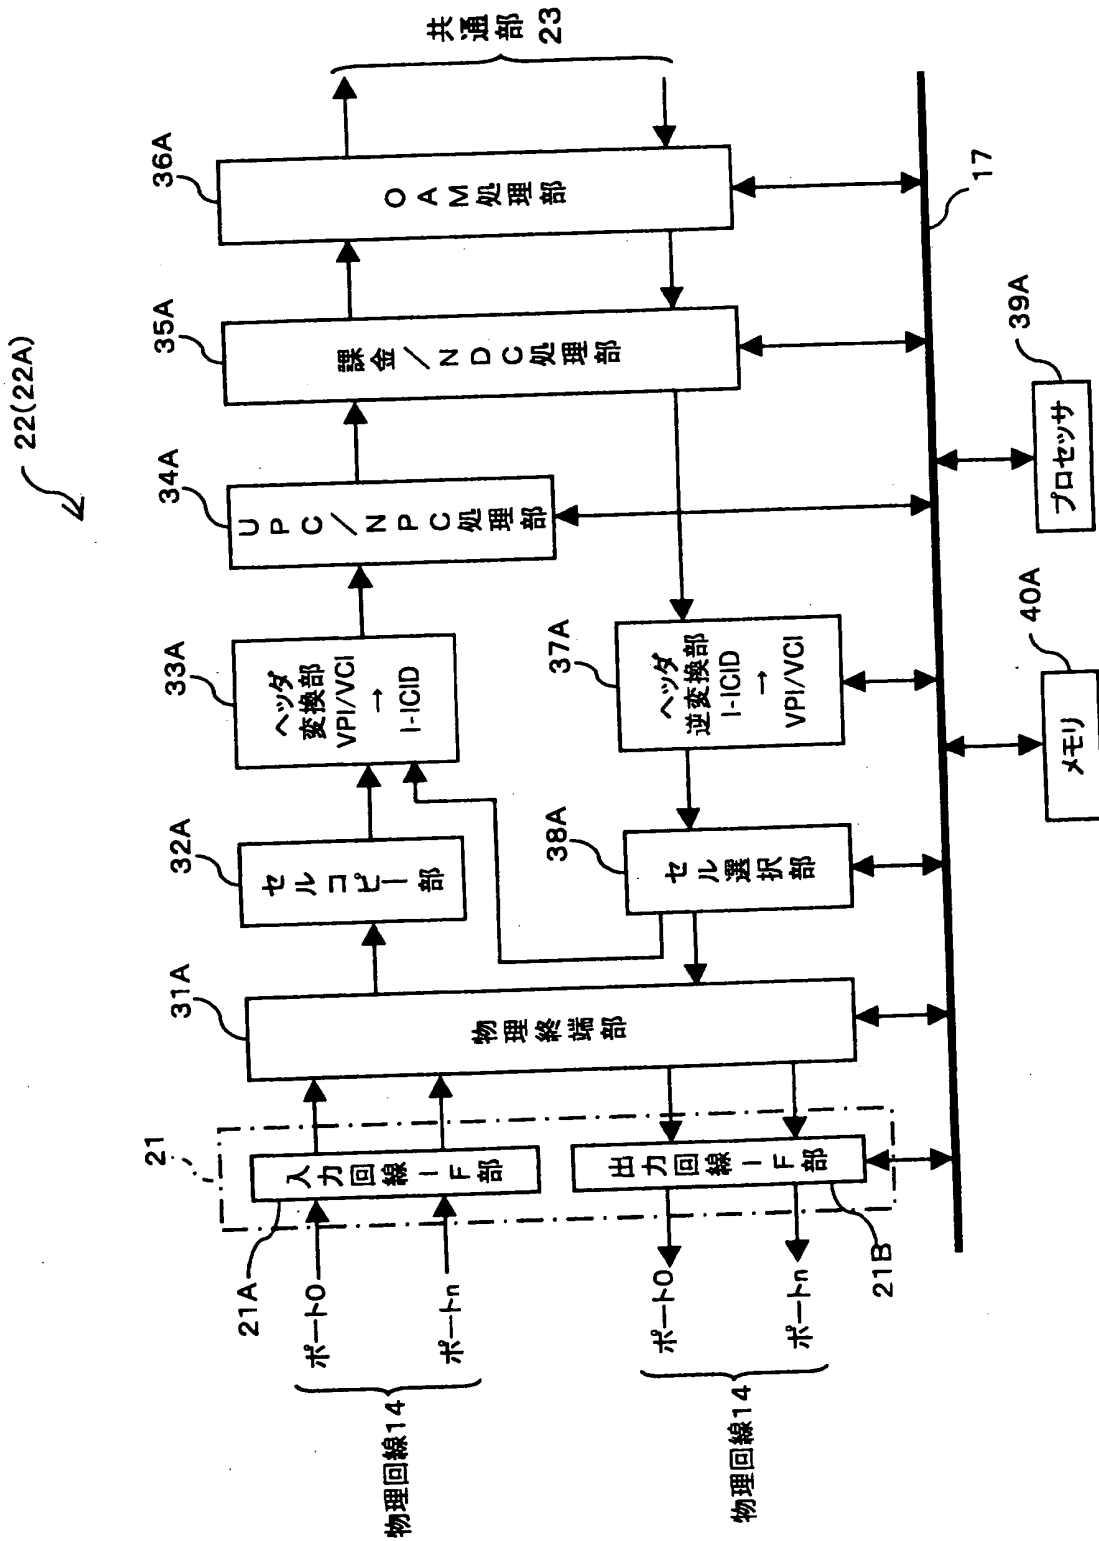 22(22A)
共通部
23
36A
OAM処理部
35A
課金/NDC処理部
34A
UPC/NPC処理部
33A
ヘッダ
変換部
VPI/VCI
→
I-ICID
32A
セルコピー部
31A
物理終端部
37A
ヘッダ
逆変換部
I-ICID
→
VPI/VCI
38A
セル選択部
21
入力回線IF部
21A
出力回線IF部
21B
ポート0
ポートn
物理回線14
ポート0
ポートn
物理回線14
17
39A
プロセッサ
40A
メモリ